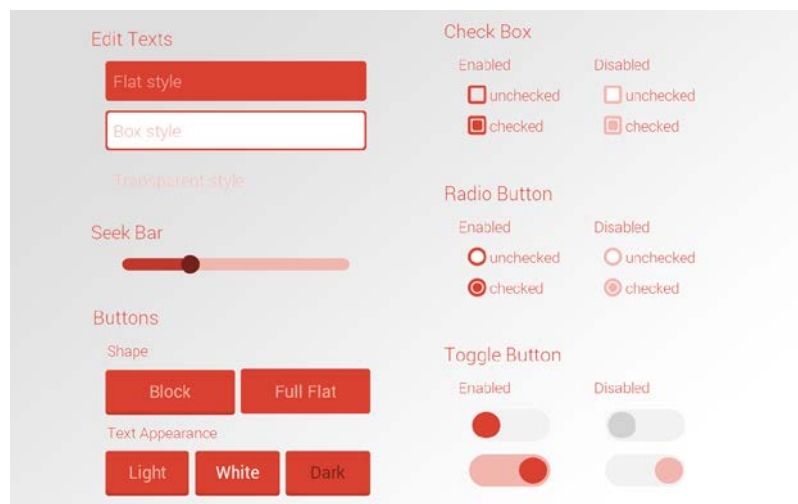 Edit Texts
Flat style
Box style
Transparent style
Seek Bar
Buttons
Shape
Block
Full Flat
Text Appearance
Light
White
Dark
Check Box
Enabled
Disabled
unchecked
unchecked
checked
checked
Radio Button
Enabled
Disabled
unchecked
unchecked
checked
checked
Toggle Button
Enabled
Disabled